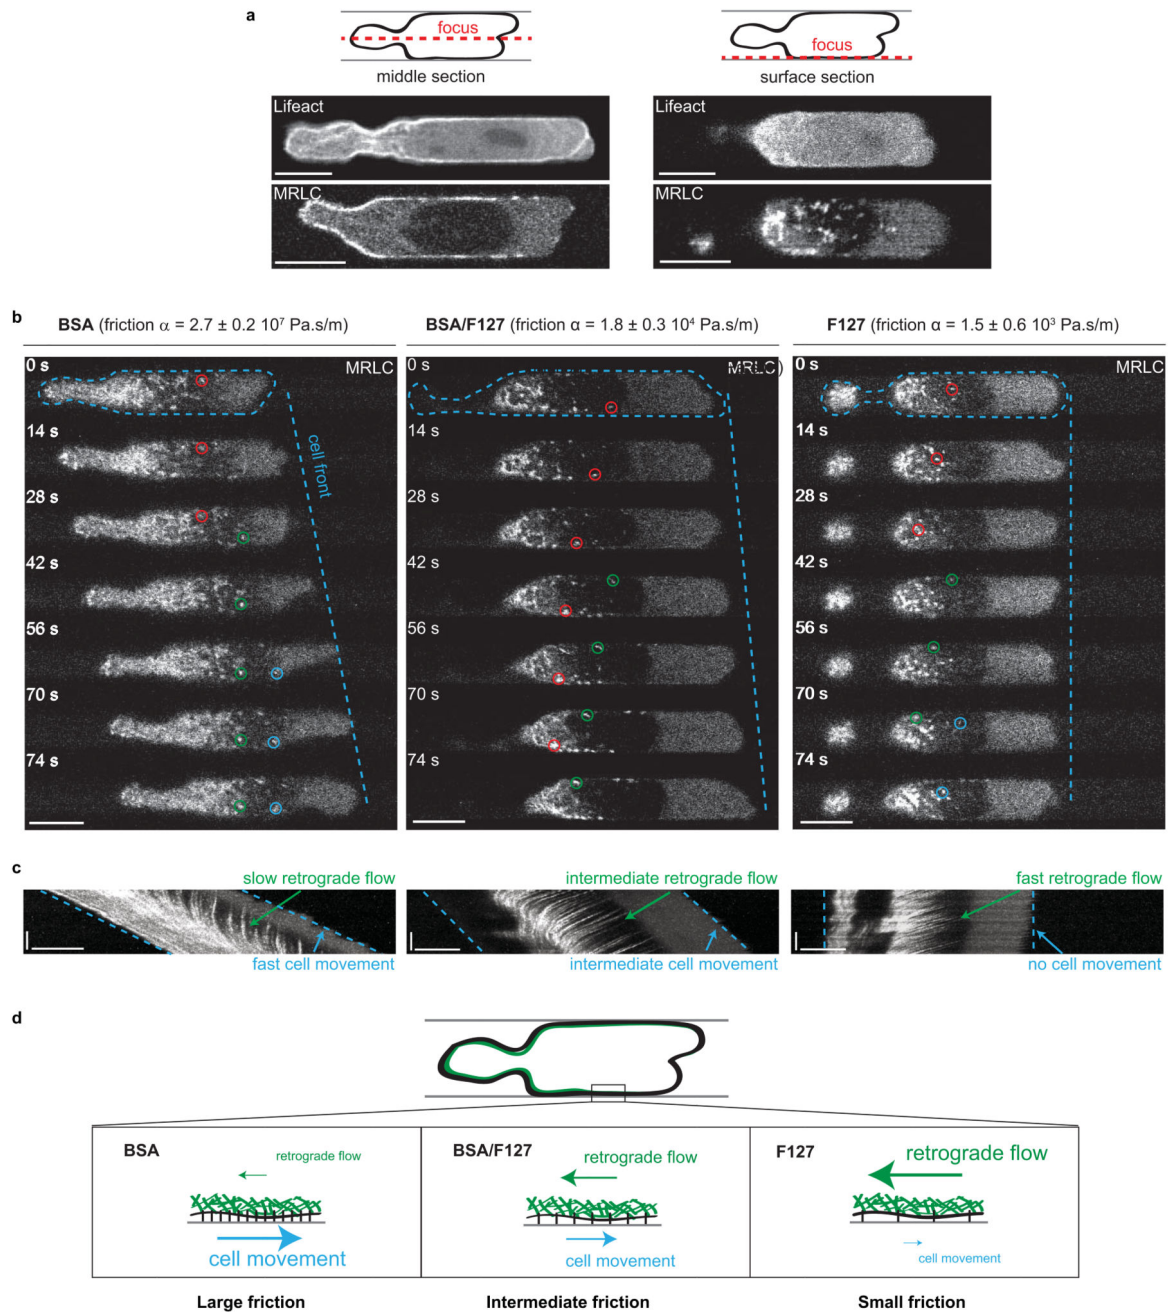 a
focus
middle section
focus
surface section
Lifeact
Lifeact
MRLC
MRLC
b
BSA (friction α = 2.7 ± 0.2 10⁷ Pa.s/m)
BSA/F127 (friction α = 1.8 ± 0.3 10⁴ Pa.s/m)
F127 (friction α = 1.5 ± 0.6 10³ Pa.s/m)
0 s
MRLC
14 s
28 s
42 s
56 s
70 s
74 s
cell front
0 s
MRLC)
14 s
28 s
42 s
56 s
70 s
74 s
0 s
MRLC
14 s
28 s
42 s
56 s
70 s
74 s
c
slow retrograde flow
fast cell movement
intermediate retrograde flow
intermediate cell movement
fast retrograde flow
no cell movement
d
BSA
retrograde flow
cell movement
BSA/F127
retrograde flow
cell movement
F127
retrograde flow
cell movement
Large friction
Intermediate friction
Small friction